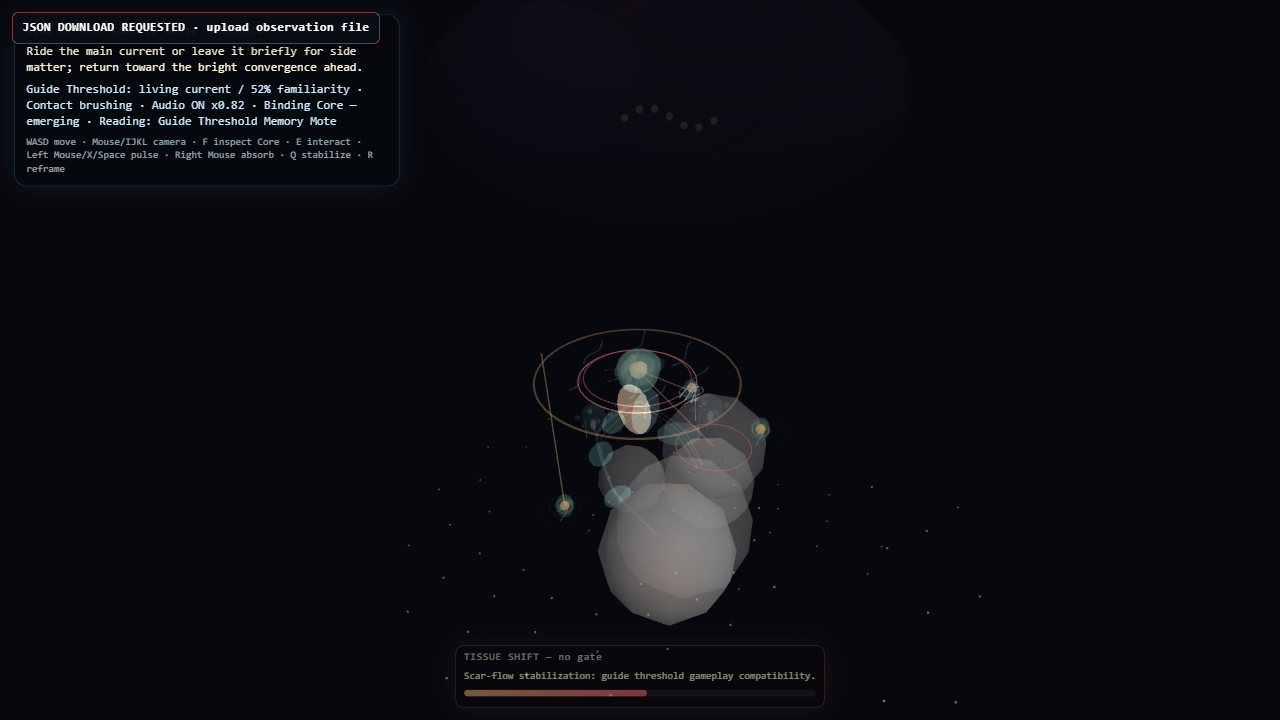 JSON DOWNLOAD REQUESTED · upload observation file
Ride the main current or leave it briefly for side
matter; return toward the bright convergence ahead.
Guide Threshold: living current / 52% familiarity ·
Contact brushing · Audio ON x0.82 · Binding Core —
emerging · Reading: Guide Threshold Memory Mote
WASD move · Mouse/IJKL camera · F inspect Core · E interact ·
Left Mouse/X/Space pulse · Right Mouse absorb · Q stabilize · R
reframe
TISSUE SHIFT — no gate
Scar-flow stabilization: guide threshold gameplay compatibility.